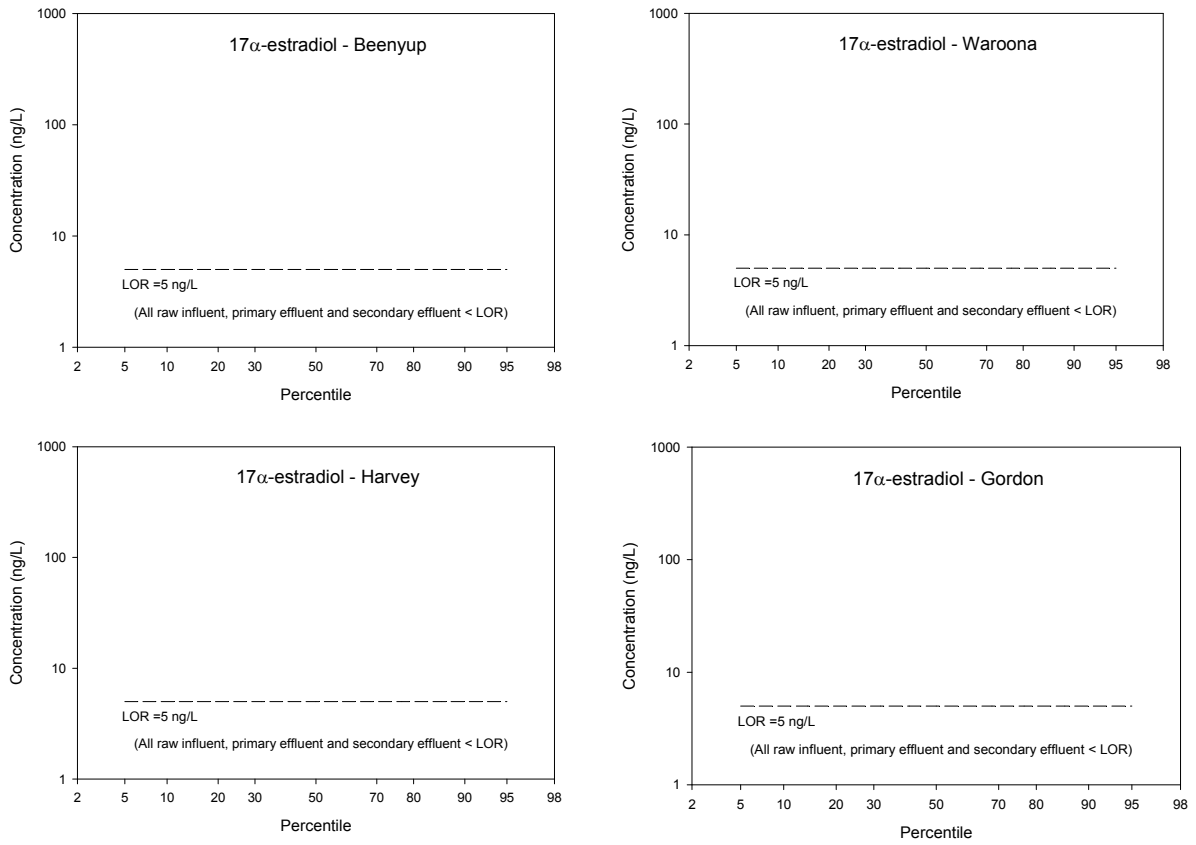 17α-estradiol - Beenyup
1000
100
10
1
Concentration (ng/L)
LOR =5 ng/L
(All raw influent, primary effluent and secondary effluent < LOR)
2 5 10 20 30 50 70 80 90 95 98
Percentile
17α-estradiol - Waroona
1000
100
10
1
Concentration (ng/L)
LOR =5 ng/L
(All raw influent, primary effluent and secondary effluent < LOR)
2 5 10 20 30 50 70 80 90 95 98
Percentile
17α-estradiol - Harvey
1000
100
10
1
Concentration (ng/L)
LOR =5 ng/L
(All raw influent, primary effluent and secondary effluent < LOR)
2 5 10 20 30 50 70 80 90 95 98
Percentile
17α-estradiol - Gordon
1000
100
10
1
Concentration (ng/L)
LOR =5 ng/L
(All raw influent, primary effluent and secondary effluent < LOR)
2 5 10 20 30 50 70 80 90 95 98
Percentile